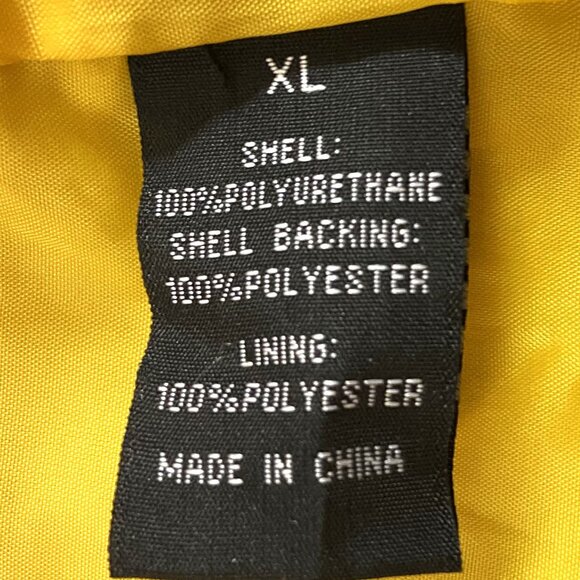 XL
SHELL:
100%POLYURETHANE
SHELL BACKING:
100%POLYESTER
LINING:
100%POLYESTER
MADE IN CHINA